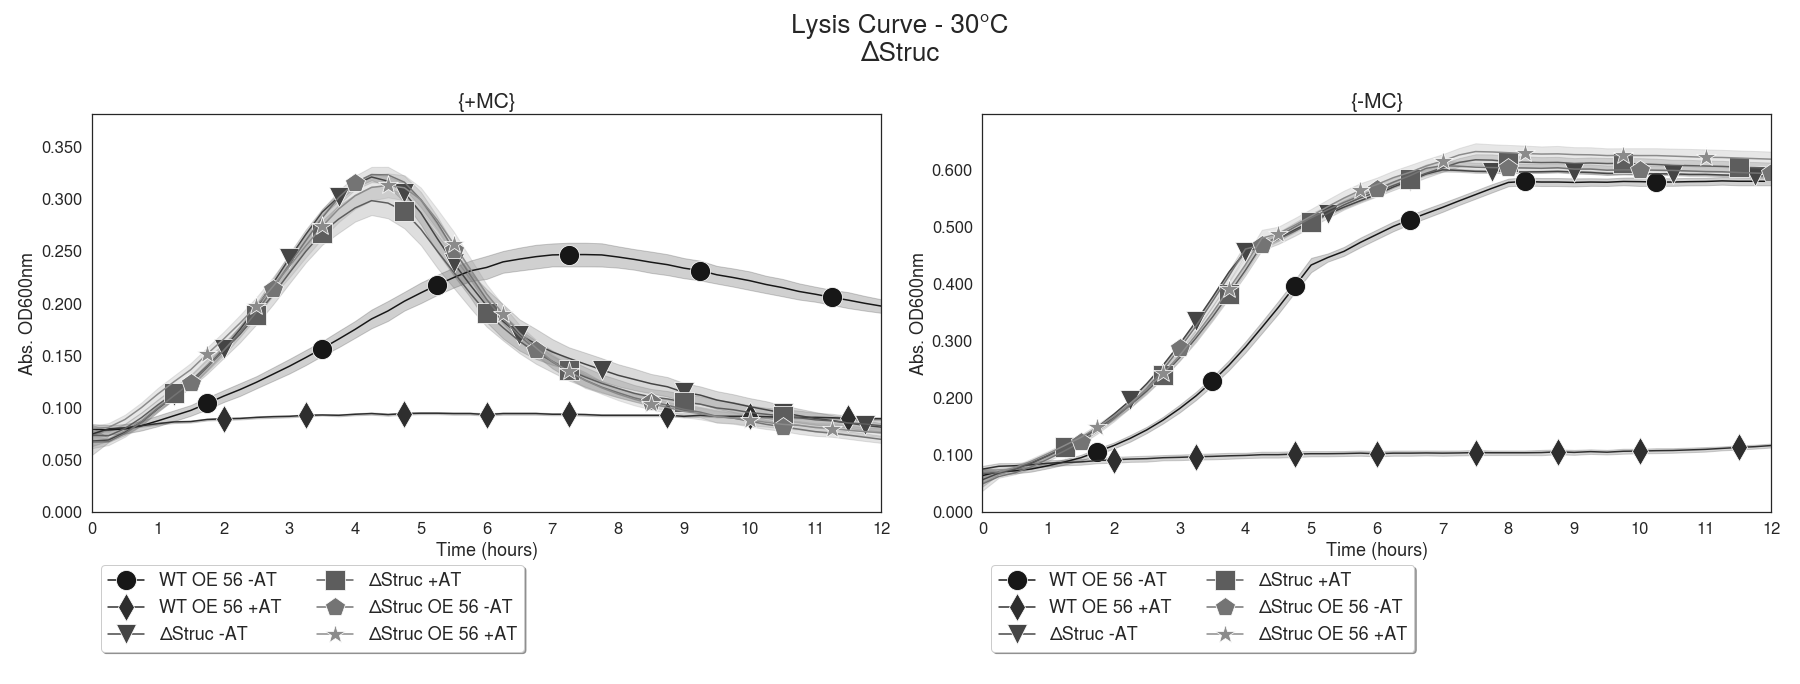 Lysis Curve - 30°C
ΔStruc
{+MC}
Abs. OD600nm
0.350
0.300
0.250
0.200
0.150
0.100
0.050
0.000
0 1 2 3 4 5 6 7 8 9 10 11 12
Time (hours)
WT OE 56 -AT
WT OE 56 +AT
ΔStruc -AT
ΔStruc +AT
ΔStruc OE 56 -AT
ΔStruc OE 56 +AT
{-MC}
Abs. OD600nm
0.600
0.500
0.400
0.300
0.200
0.100
0.000
0 1 2 3 4 5 6 7 8 9 10 11 12
Time (hours)
WT OE 56 -AT
WT OE 56 +AT
ΔStruc -AT
ΔStruc +AT
ΔStruc OE 56 -AT
ΔStruc OE 56 +AT